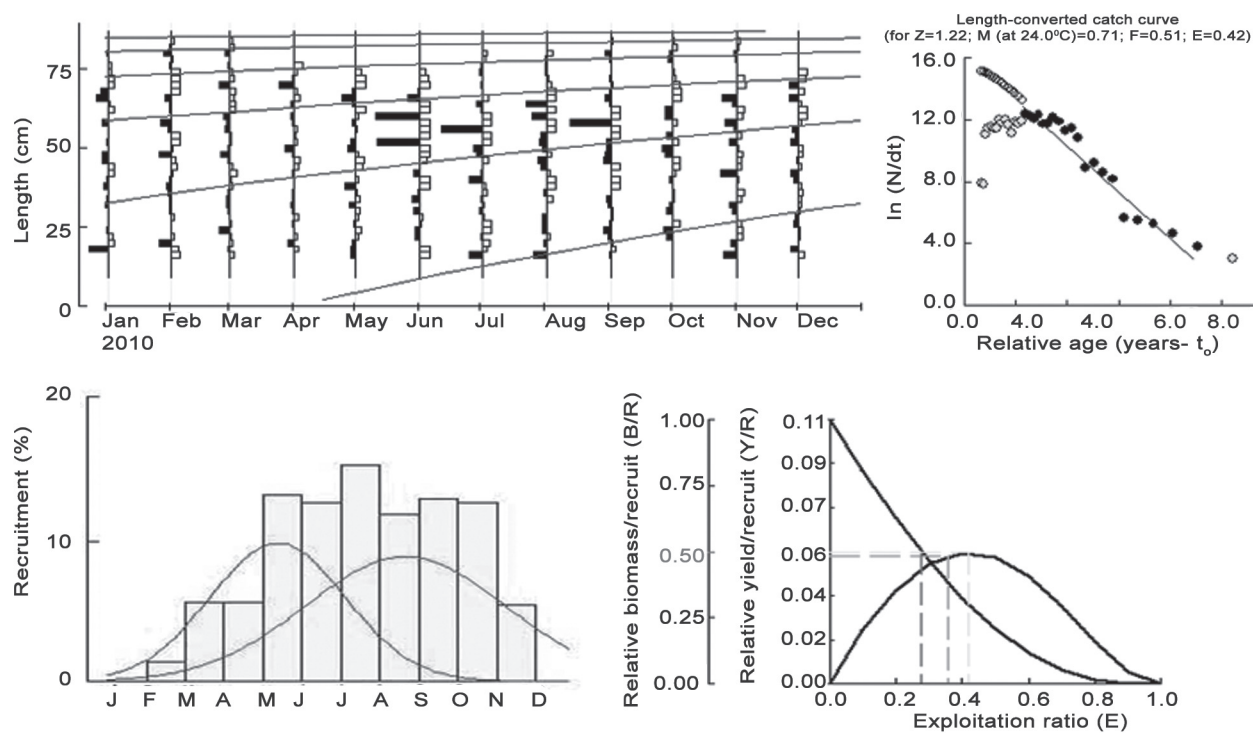 Length (cm)
75
50
25
0
Jan Feb Mar Apr May Jun Jul Aug Sep Oct Nov Dec
2010
Length-converted catch curve
(for Z=1.22; M (at 24.0ºC)=0.71; F=0.51; E=0.42)
ln (N/dt)
16.0
12.0
8.0
4.0
0.0
0.0 4.0 4.0 6.0 8.0
Relative age (years- to)
Recruitment (%)
20
10
0
J F M A M J J A S O N D
Relative biomass/recruit (B/R)
1.00
0.75
0.50
0.25
0.00
Relative yield/recruit (Y/R)
0.11
0.09
0.07
0.06
0.04
0.02
0.00
0.0 0.2 0.4 0.6 0.8 1.0
Exploitation ratio (E)